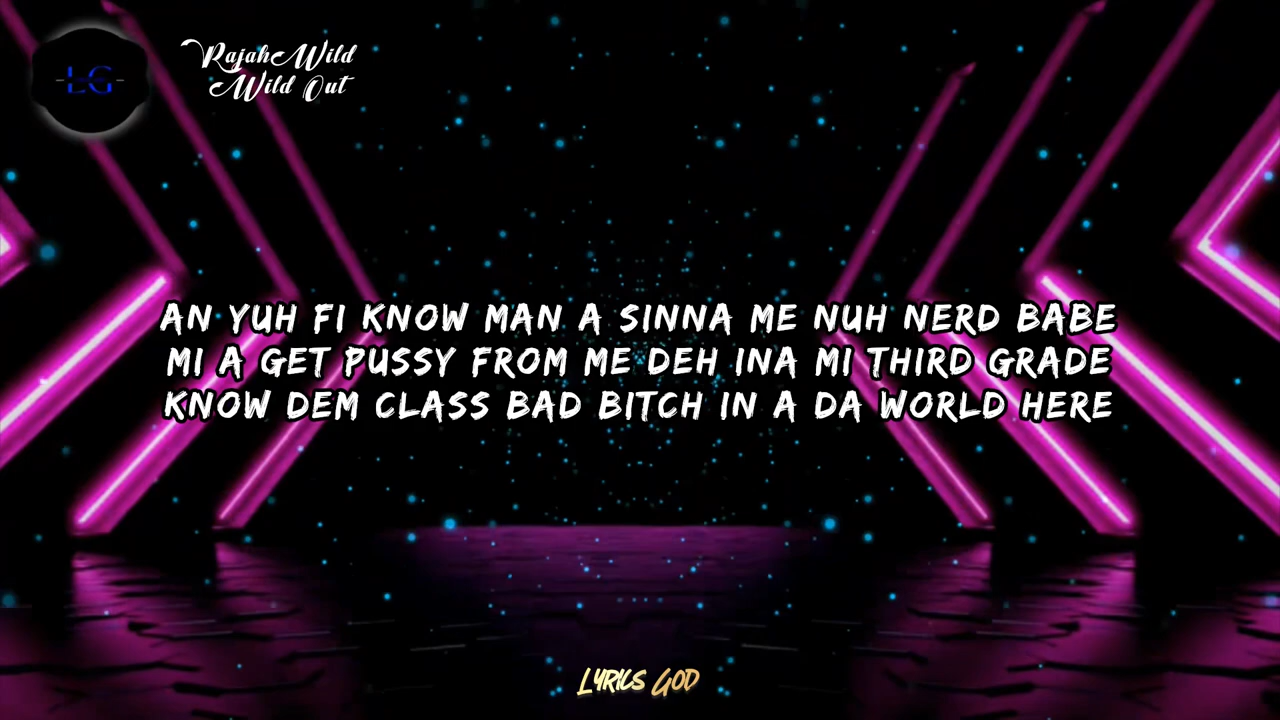 -LG-
RajahWild
Wild Out
AN YUH FI KNOW MAN A SINNA ME NUH NERD BABE
MI A GET PUSSY FROM ME DEH INA MI THIRD GRADE
KNOW DEM CLASS BAD BITCH IN A DA WORLD HERE
LYRICS GOD